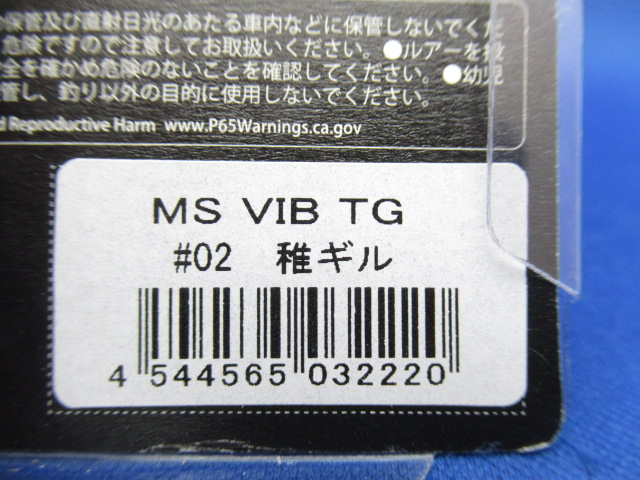 の保管及び直射日光のあたる車内などに保管しないでくだ
危険ですので注意してお取扱いください。●ルアーを投
全を確かめ危険のないことを確認してください。●幼児
管し、釣り以外の目的に使用しないでください。
d Reproductive Harm www.P65Warnings.ca.gov
MS VIB TG
#02 稚ギル
4 544565 032220